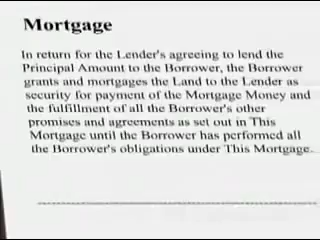 Mortgage
In return for the Lender's agreeing to lend the
Principal Amount to the Borrower, the Borrower
grants and mortgages the Land to the Lender as
security for payment of the Mortgage Money and
the fulfillment of all the Borrower's other
promises and agreements as set out in This
Mortgage until the Borrower has performed all
the Borrower's obligations under This Mortgage.